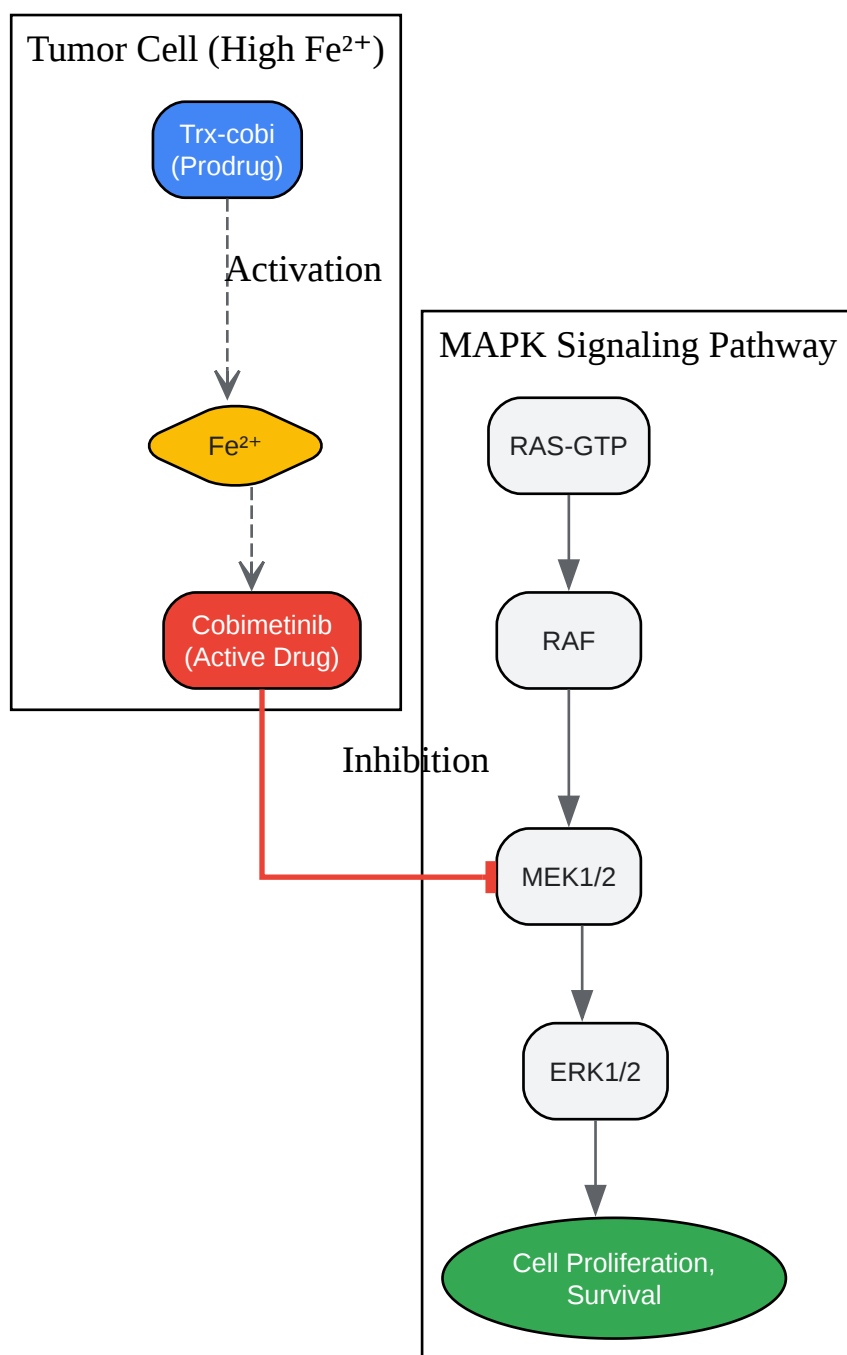 Tumor Cell (High Fe²⁺)
Trx-cobi
(Prodrug)
Activation
Fe²⁺
Cobimetinib
(Active Drug)
Inhibition
MAPK Signaling Pathway
RAS-GTP
RAF
MEK1/2
ERK1/2
Cell Proliferation,
Survival